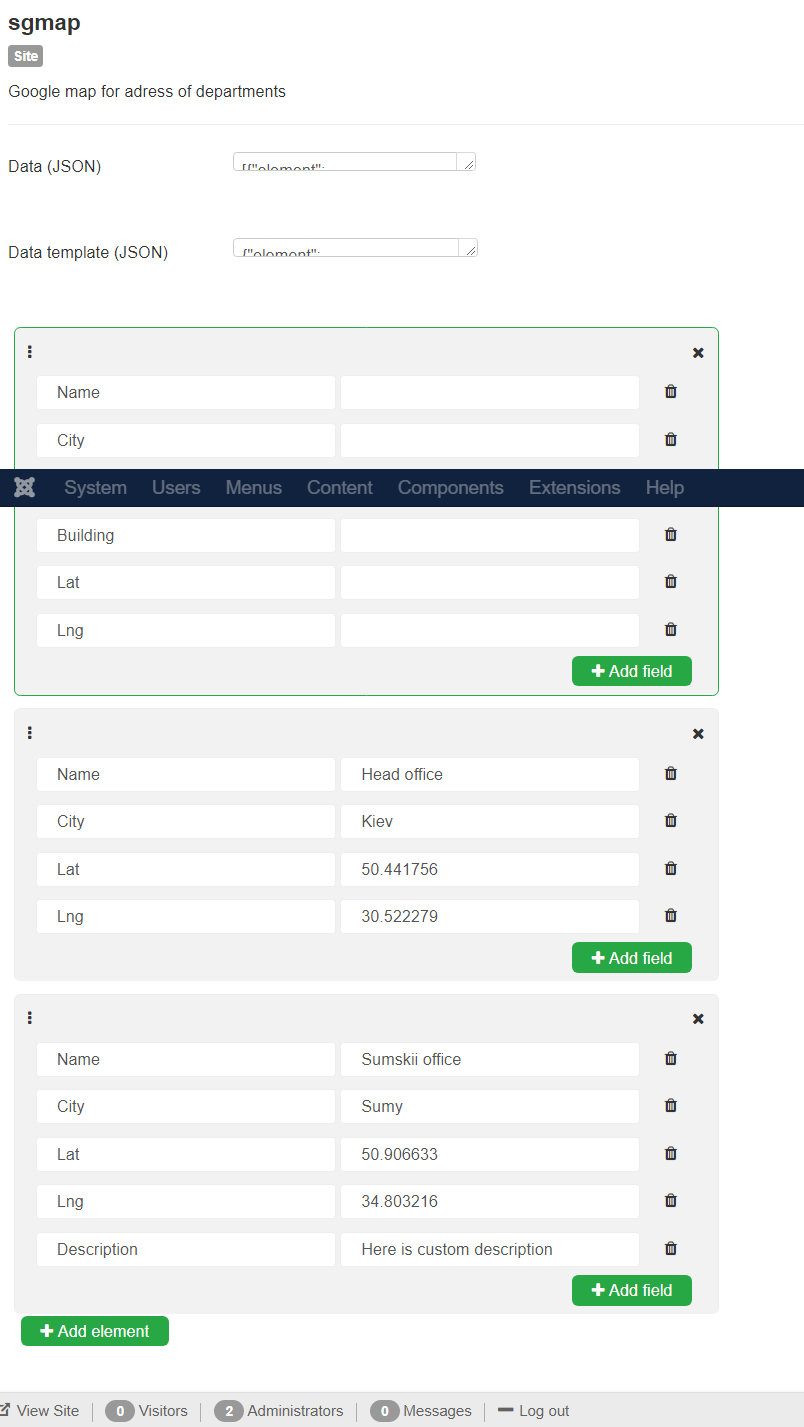 sgmap
Site
Google map for adress of departments
Data (JSON)
[{"element":
Data template (JSON)
{"element":
Name
City
System Users Menus Content Components Extensions Help
Building
Lat
Lng
Add field
Name Head office
City Kiev
Lat 50.441756
Lng 30.522279
Add field
Name Sumskii office
City Sumy
Lat 50.906633
Lng 34.803216
Description Here is custom description
Add field
Add element
View Site 0 Visitors 2 Administrators 0 Messages Log out